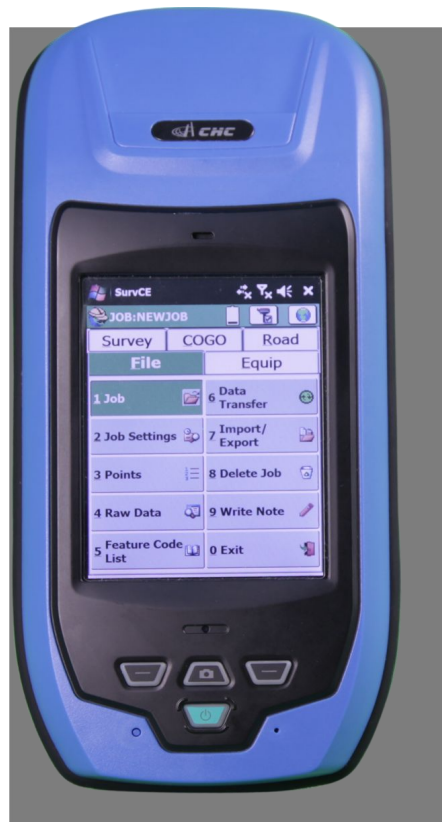 CHC
SurvCE
JOB:NEWJOB
Survey COGO Road
File Equip
1 Job
6 Data
Transfer
2 Job Settings
7 Import/
Export
3 Points
8 Delete Job
4 Raw Data
9 Write Note
5 Feature Code
List
0 Exit